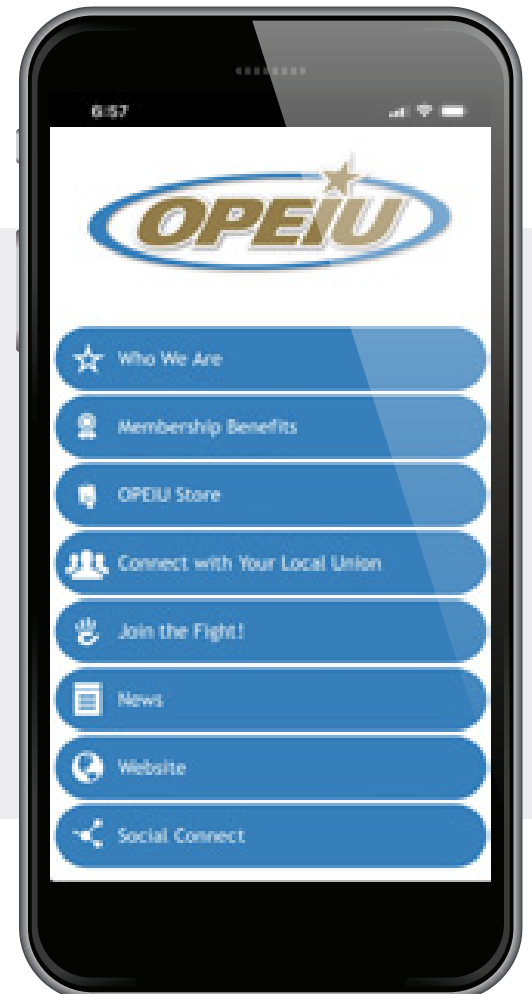 6:57
OPEIU
Who We Are
Membership Benefits
OPEIU Store
Connect with Your Local Union
Join the Fight!
News
Website
Social Connect